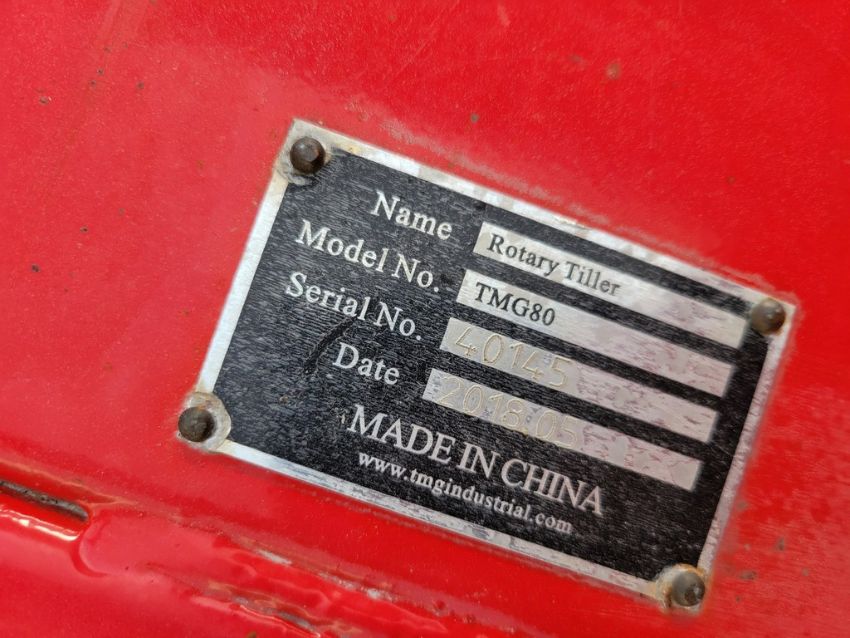 Name Rotary Tiller
Model No. TMG80
Serial No. 40145
Date 2018.05
MADE IN CHINA
www.tmgindustrial.com